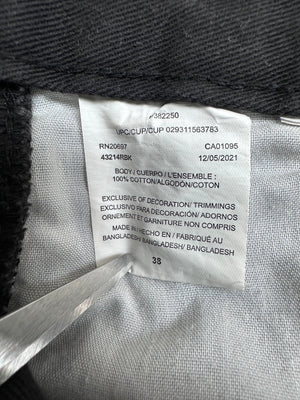 #382250
UPC/CUP/CUP 029311563783
RN20697 CA01095
43214RBK 12/05/2021
BODY / CUERPO / L'ENSEMBLE :
100% COTTON/ALGODÓN/COTON
EXCLUSIVE OF DECORATION/ TRIMMINGS
EXCLUSIVO PARA DECORACIÓN/ ADORNOS
ORNEMENT ET GARNITURE NON COMPRIS
MADE IN / HECHO EN / FABRIQUÉ AU
BANGLADESH/ BANGLADESH/ BANGLADESH
38